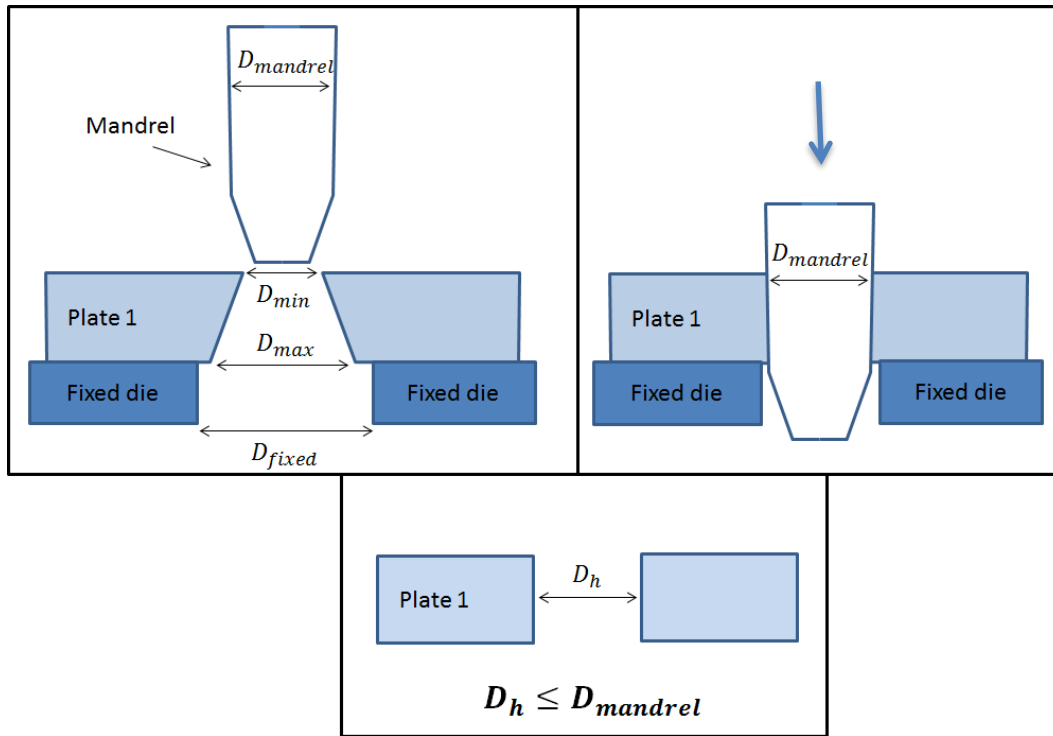 D_mandrel
Mandrel
D_min
Plate 1
D_max
Fixed die
Fixed die
D_fixed
D_mandrel
Plate 1
Fixed die
Fixed die
D_h
Plate 1
D_h ≤ D_mandrel